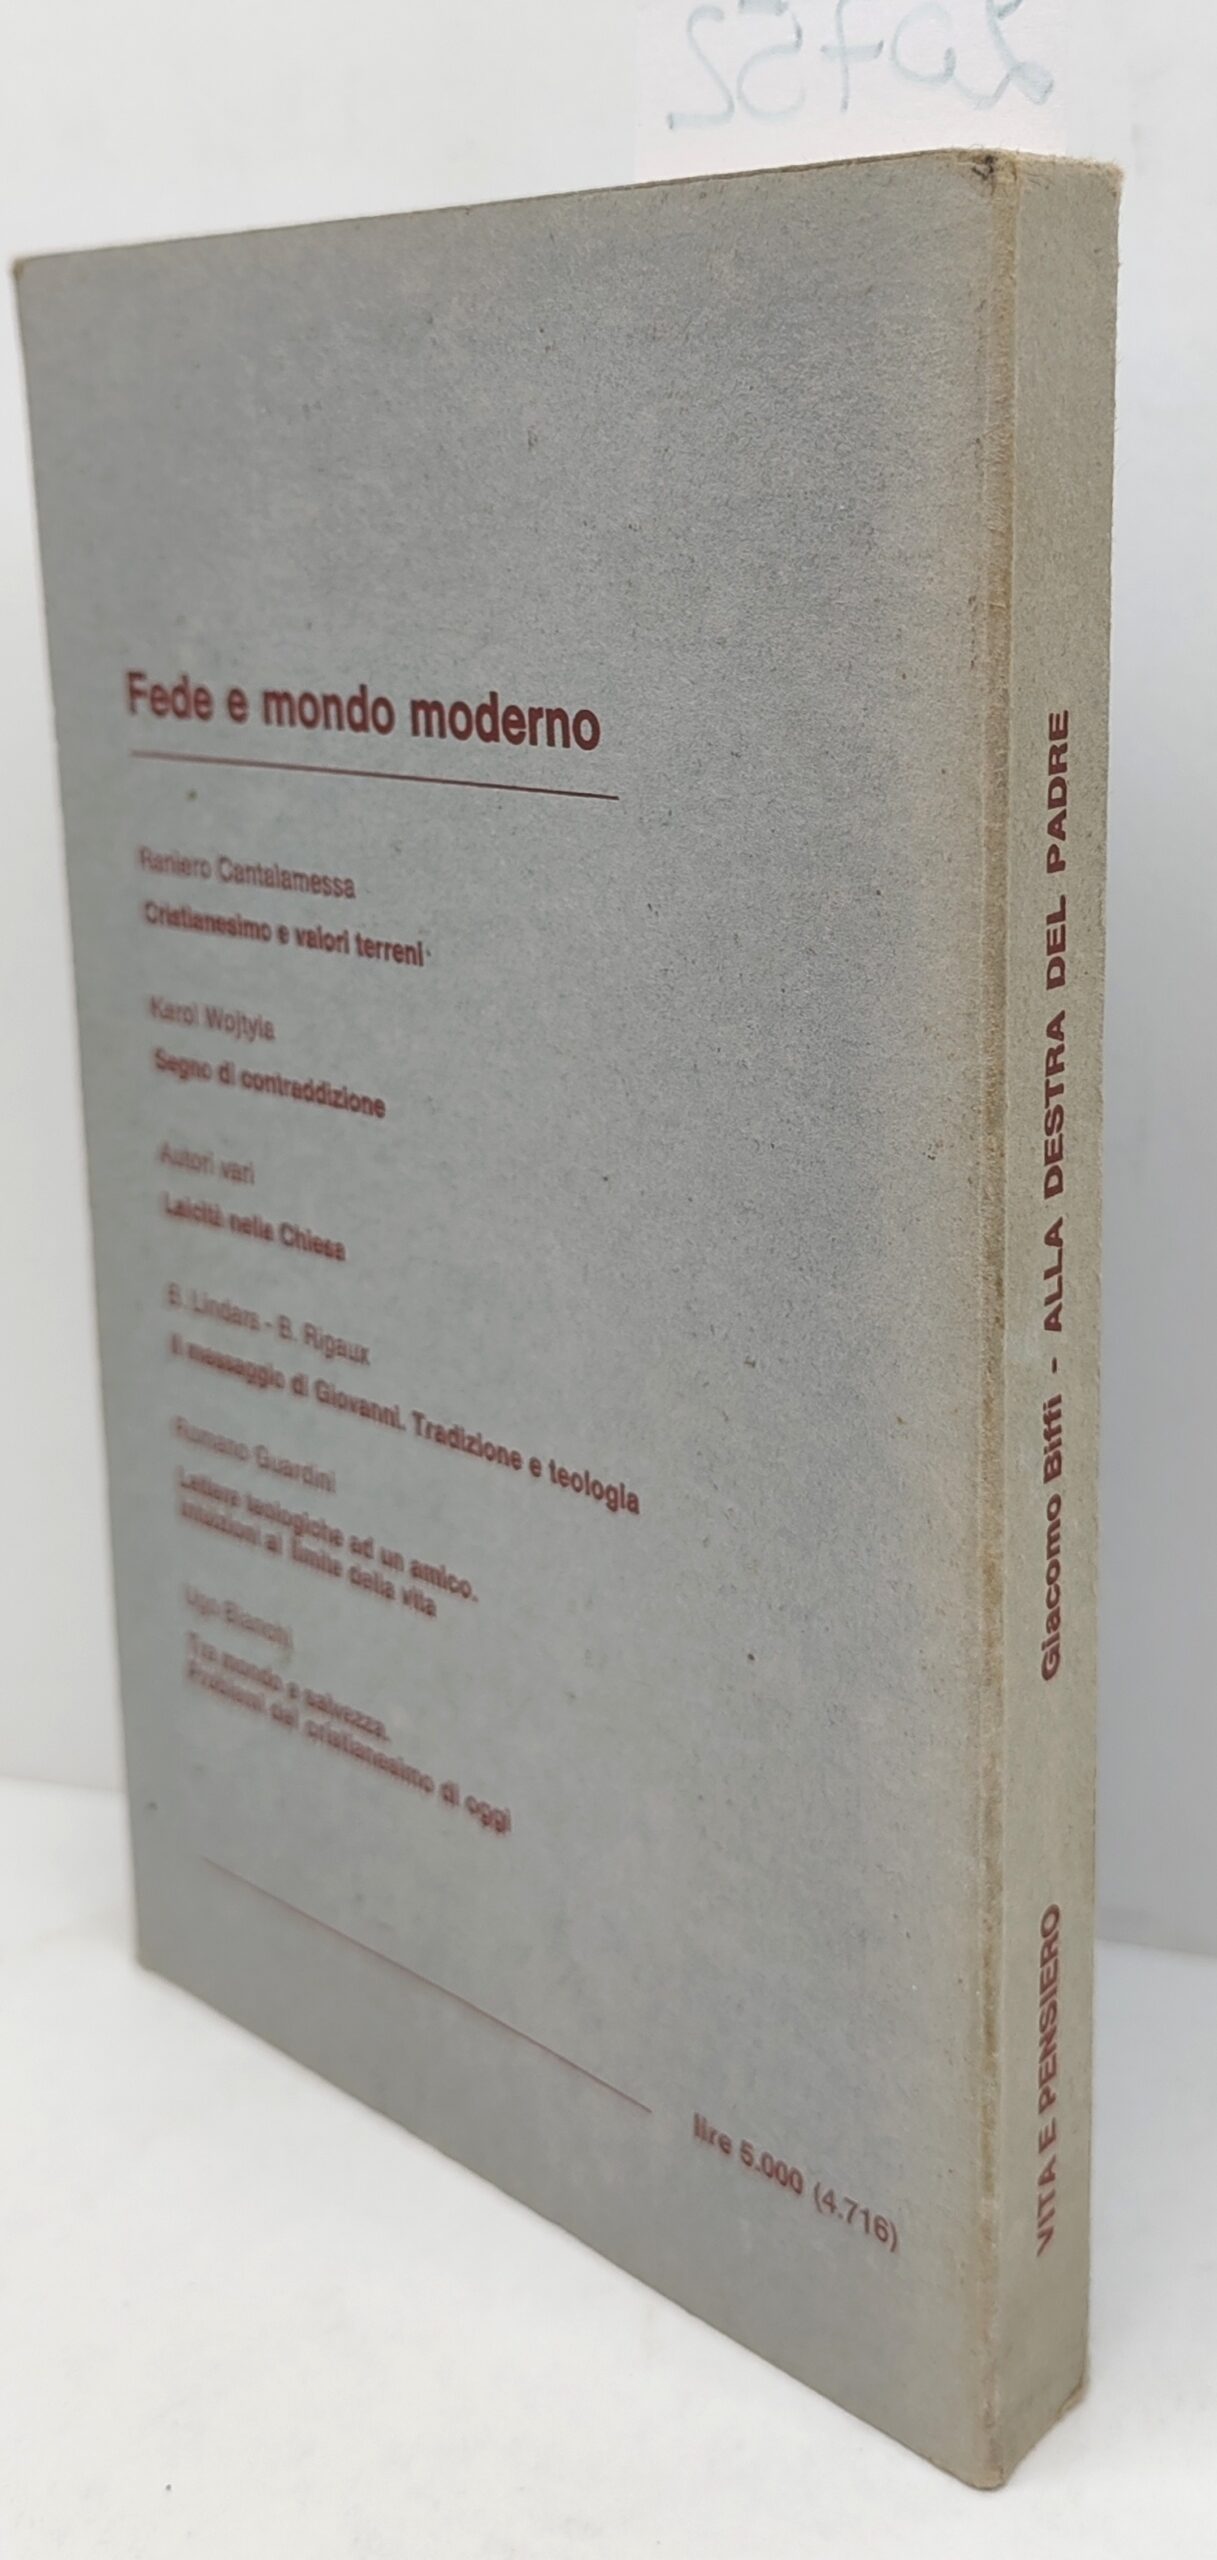 20752
Fede e mondo moderno
Raniero Cantalamessa
Cristianesimo e valori terreni
Karol Wojtyla
Segno di contraddizione
Autori vari
Laicità nella Chiesa
B. Lindars - B. Rigaux
Il messaggio di Giovanni. Tradizione e teologia
Romano Guardini
Lettere teologiche ad un amico.
Intuizioni al limite della vita
Ugo Bianchi
Tra mondo e salvezza.
Problemi del cristianesimo di oggi
lire 5.000 (4.716)
VITA E PENSIERO Giacomo Biffi - ALLA DESTRA DEL PADRE